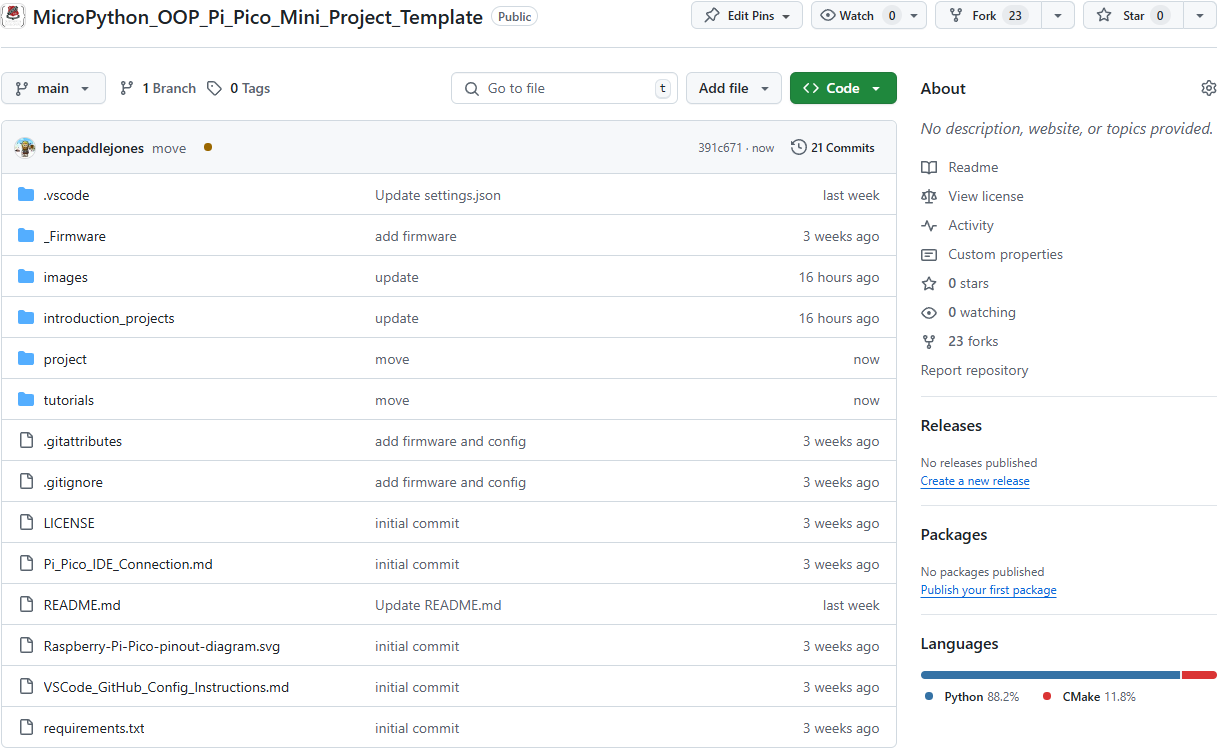 MicroPython_OOP_Pi_Pico_Mini_Project_Template Public Edit Pins Watch 0 Fork 23 Star 0
main 1 Branch 0 Tags Go to file t Add file Code
benpaddlejones move 391c671 · now 21 Commits
.vscode Update settings.json last week
_Firmware add firmware 3 weeks ago
images update 16 hours ago
introduction_projects update 16 hours ago
project move now
tutorials move now
.gitattributes add firmware and config 3 weeks ago
.gitignore add firmware and config 3 weeks ago
LICENSE initial commit 3 weeks ago
Pi_Pico_IDE_Connection.md initial commit 3 weeks ago
README.md Update README.md last week
Raspberry-Pi-Pico-pinout-diagram.svg initial commit 3 weeks ago
VSCode_GitHub_Config_Instructions.md initial commit 3 weeks ago
requirements.txt initial commit 3 weeks ago
About
No description, website, or topics provided.
Readme
View license
Activity
Custom properties
0 stars
0 watching
23 forks
Report repository
Releases
No releases published
Create a new release
Packages
No packages published
Publish your first package
Languages
Python 88.2% CMake 11.8%